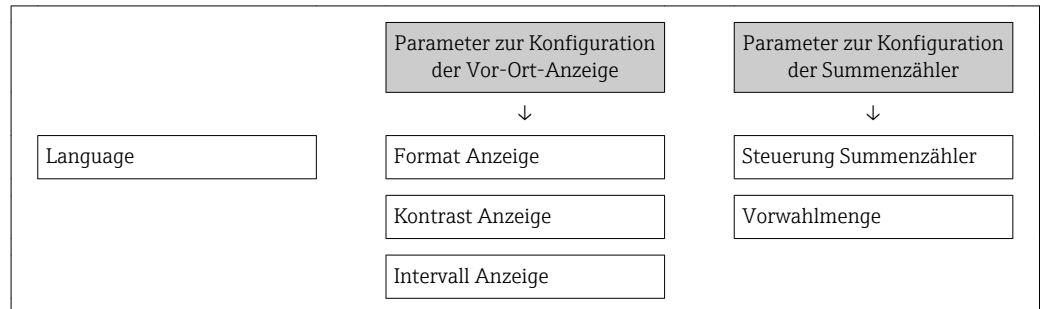 Parameter zur Konfiguration
der Vor-Ort-Anzeige
Parameter zur Konfiguration
der Summenzähler
↓
↓
Language
Format Anzeige
Steuerung Summenzähler
Kontrast Anzeige
Vorwahlmenge
Intervall Anzeige